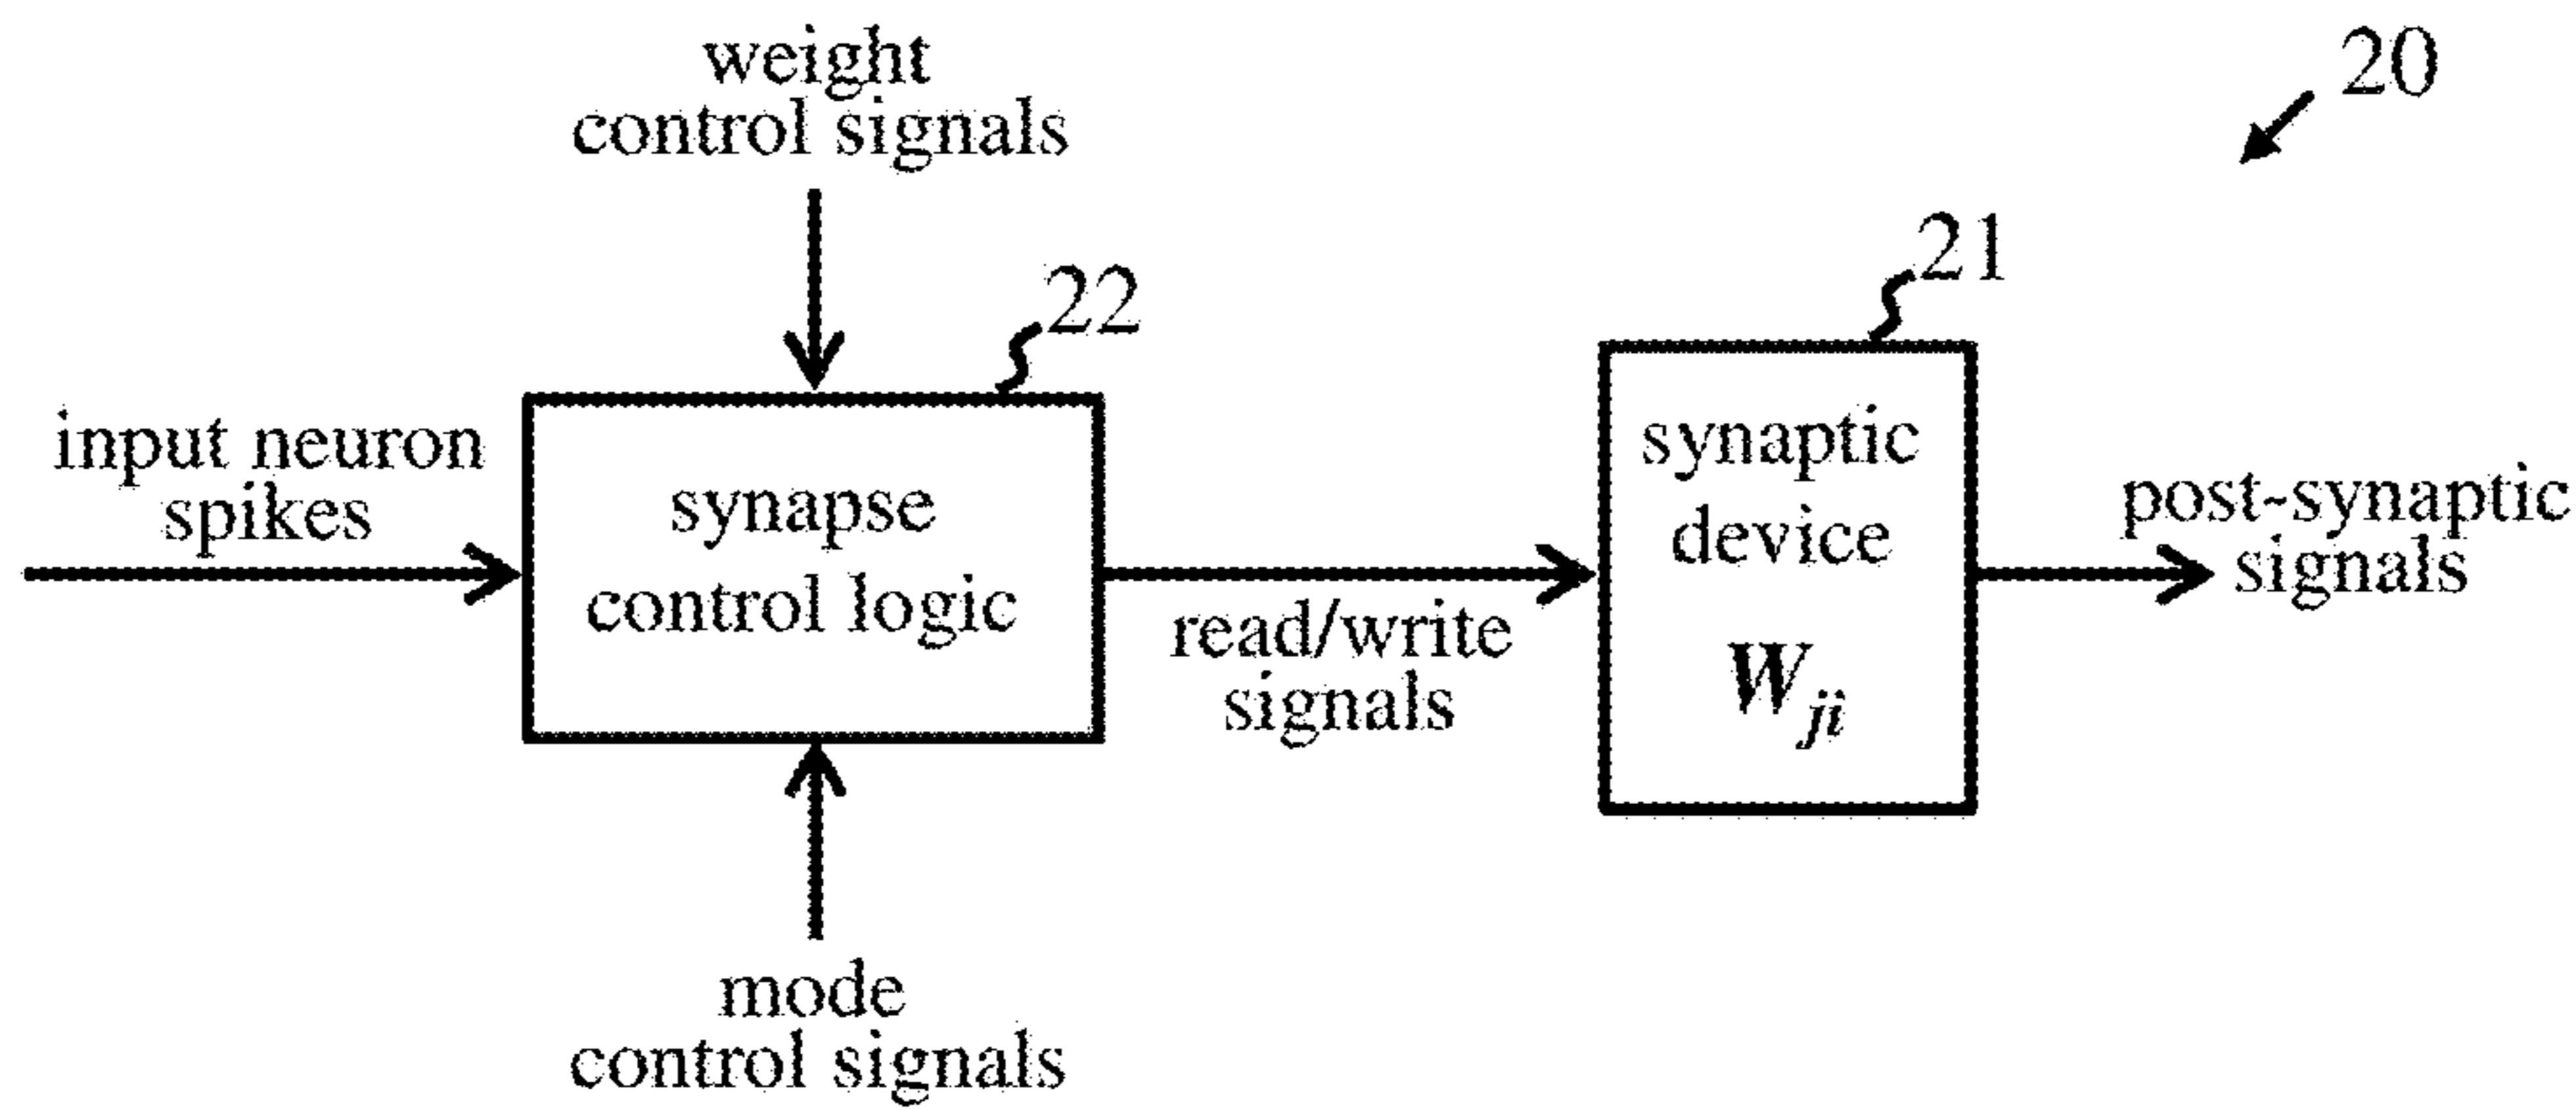 weight
control signals
20
21
22
input neuron
spikes
synapse
control logic
read/write
signals
synaptic
device
W_ji
post-synaptic
signals
mode
control signals